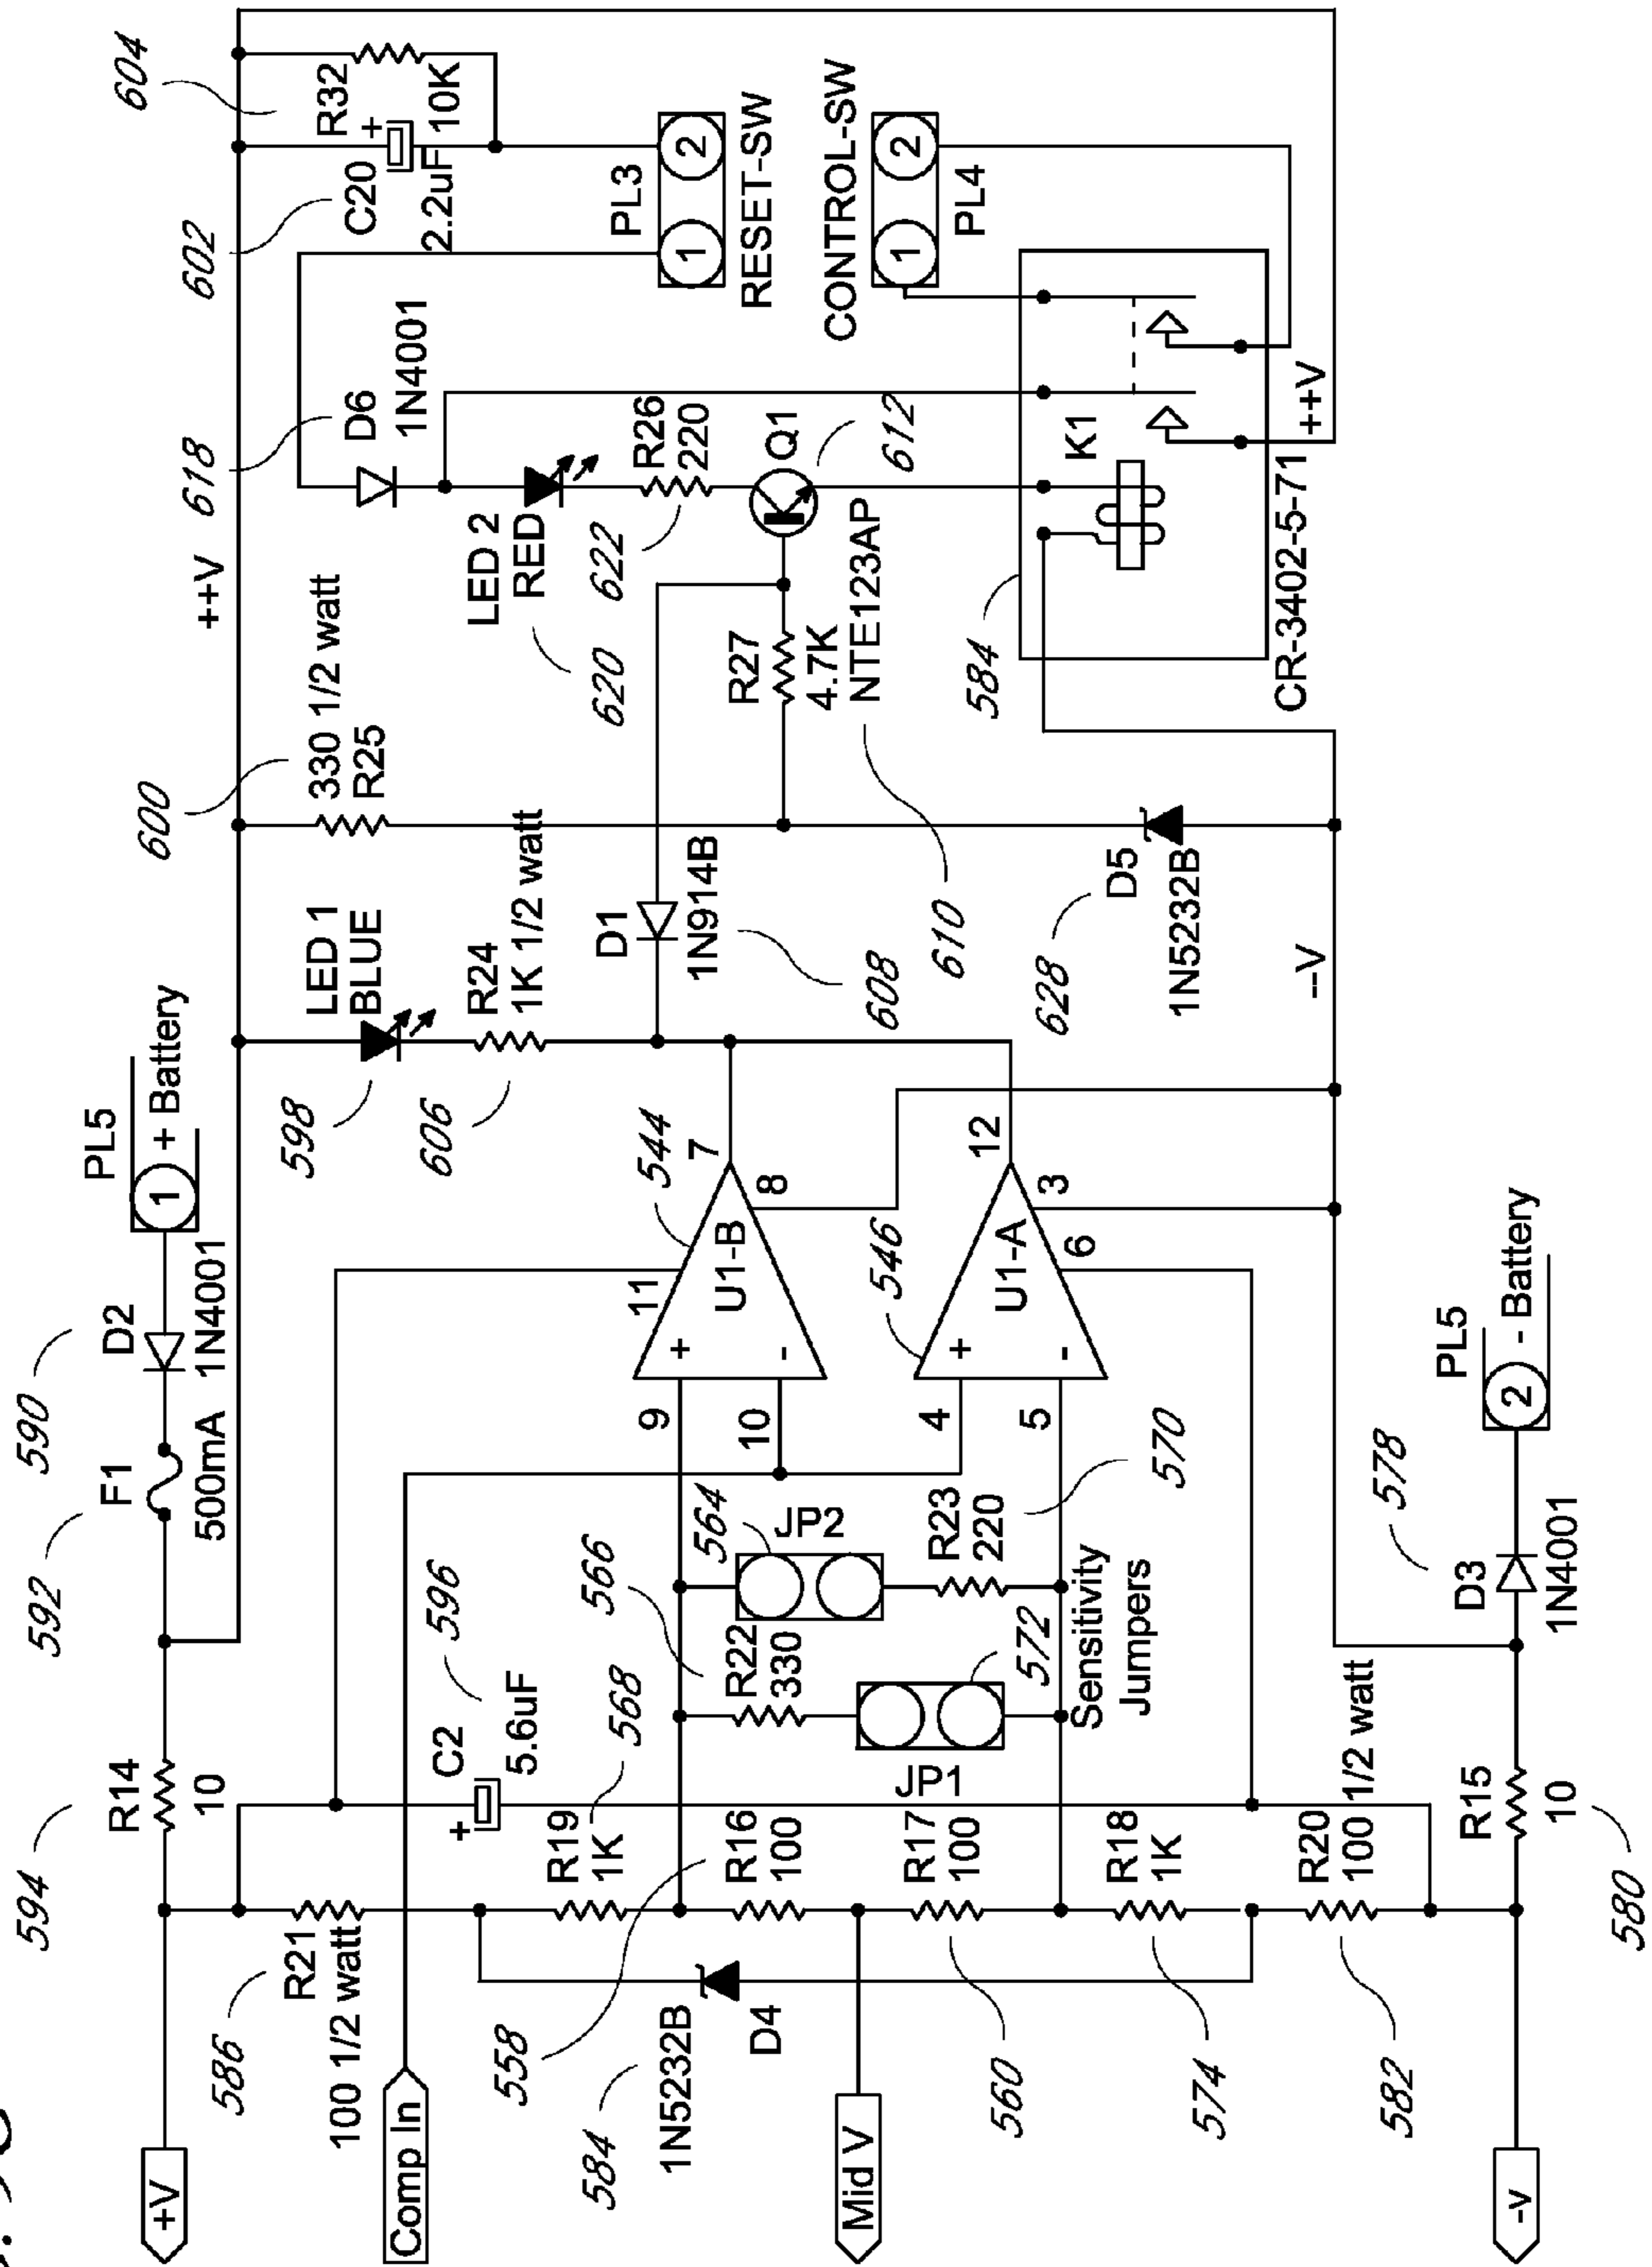 594
592
590
R14
10
F1
500mA
D2
1N4001
PL5
1
+ Battery
+V
586
R21
100 1/2 watt
Comp In
584
1N5232B
D4
558
Mid V
560
574
582
-v
C2
+
5.6uF
596
568
R19
1K
R16
100
R17
100
R18
1K
R20
100 1/2 watt
R15
10
580
566
R22
330
JP1
572
564
JP2
R23
220
570
Sensitivity
Jumpers
9
10
4
5
+
-
U1-B
11
7
8
544
+
-
U1-A
12
3
6
546
578
D3
1N4001
PL5
2
- Battery
598
LED 1
BLUE
606
R24
1K 1/2 watt
D1
1N914B
608
600
330 1/2 watt
R25
610
628
D5
1N5232B
--V
++V
618
D6
1N4001
LED 2
RED
620
R26
220
622
R27
4.7K
NTE123AP
Q1
612
584
K1
CR-3402-5-71
++V
602
C20
+
2.2uF
604
R32
10K
PL3
1
2
RESET-SW
CONTROL-SW
1
2
PL4